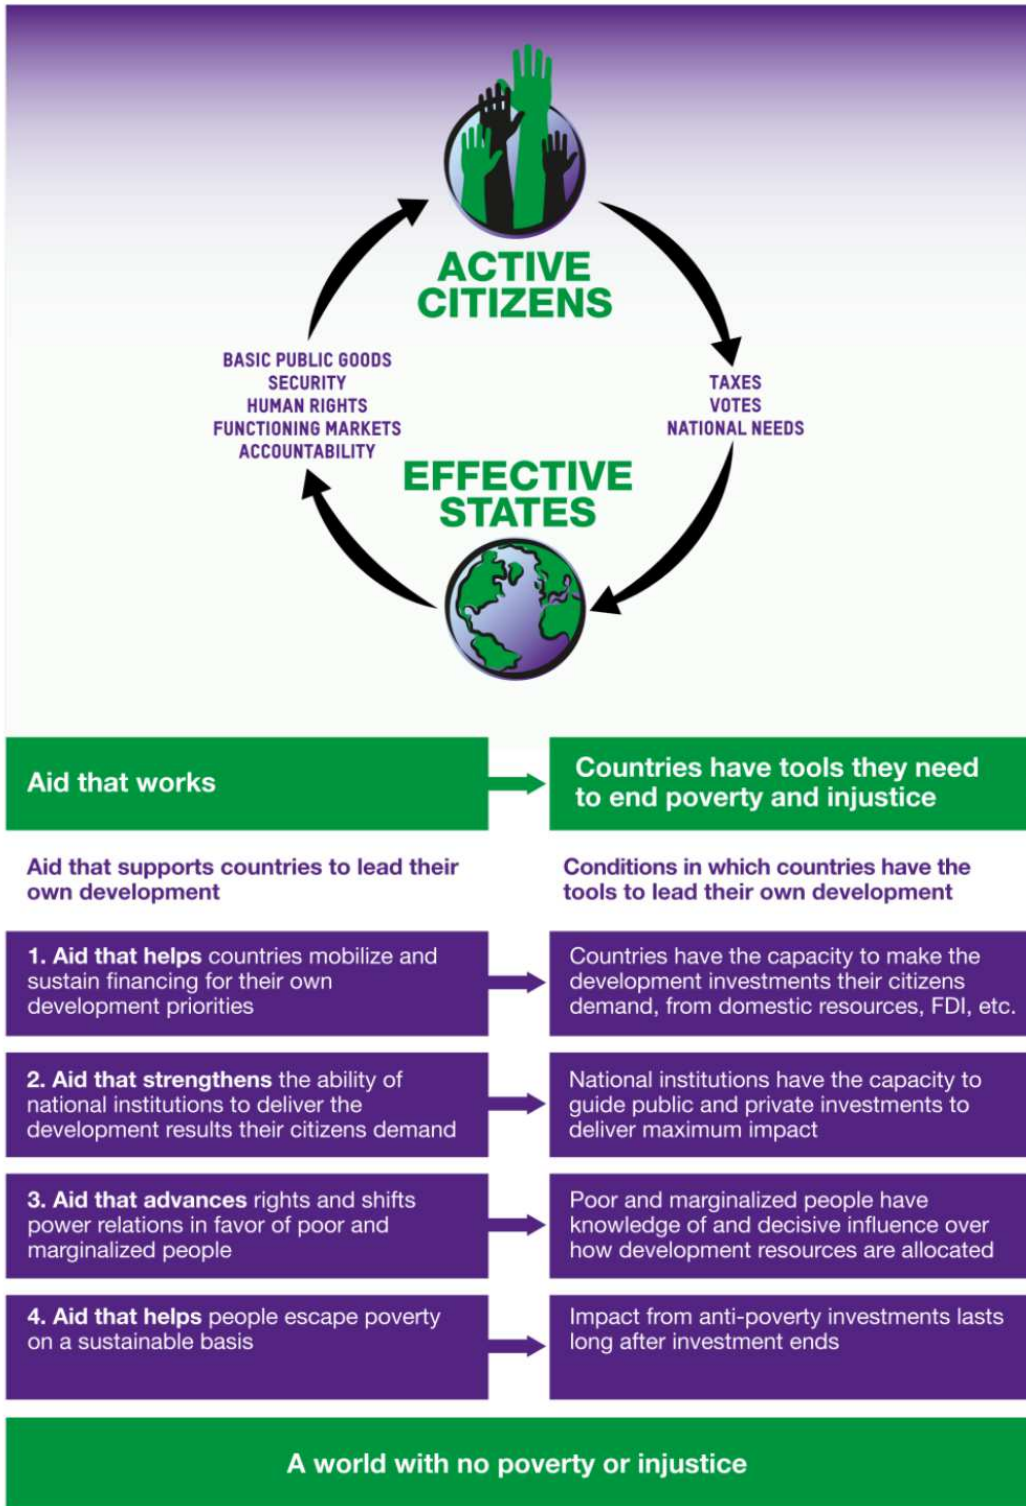 ACTIVE
CITIZENS
BASIC PUBLIC GOODS
SECURITY
HUMAN RIGHTS
FUNCTIONING MARKETS
ACCOUNTABILITY
TAXES
VOTES
NATIONAL NEEDS
EFFECTIVE
STATES
Aid that works
Countries have tools they need
to end poverty and injustice
Aid that supports countries to lead their
own development
Conditions in which countries have the
tools to lead their own development
1. Aid that helps countries mobilize and
sustain financing for their own
development priorities
Countries have the capacity to make the
development investments their citizens
demand, from domestic resources, FDI, etc.
2. Aid that strengthens the ability of
national institutions to deliver the
development results their citizens demand
National institutions have the capacity to
guide public and private investments to
deliver maximum impact
3. Aid that advances rights and shifts
power relations in favor of poor and
marginalized people
Poor and marginalized people have
knowledge of and decisive influence over
how development resources are allocated
4. Aid that helps people escape poverty
on a sustainable basis
Impact from anti-poverty investments lasts
long after investment ends
A world with no poverty or injustice